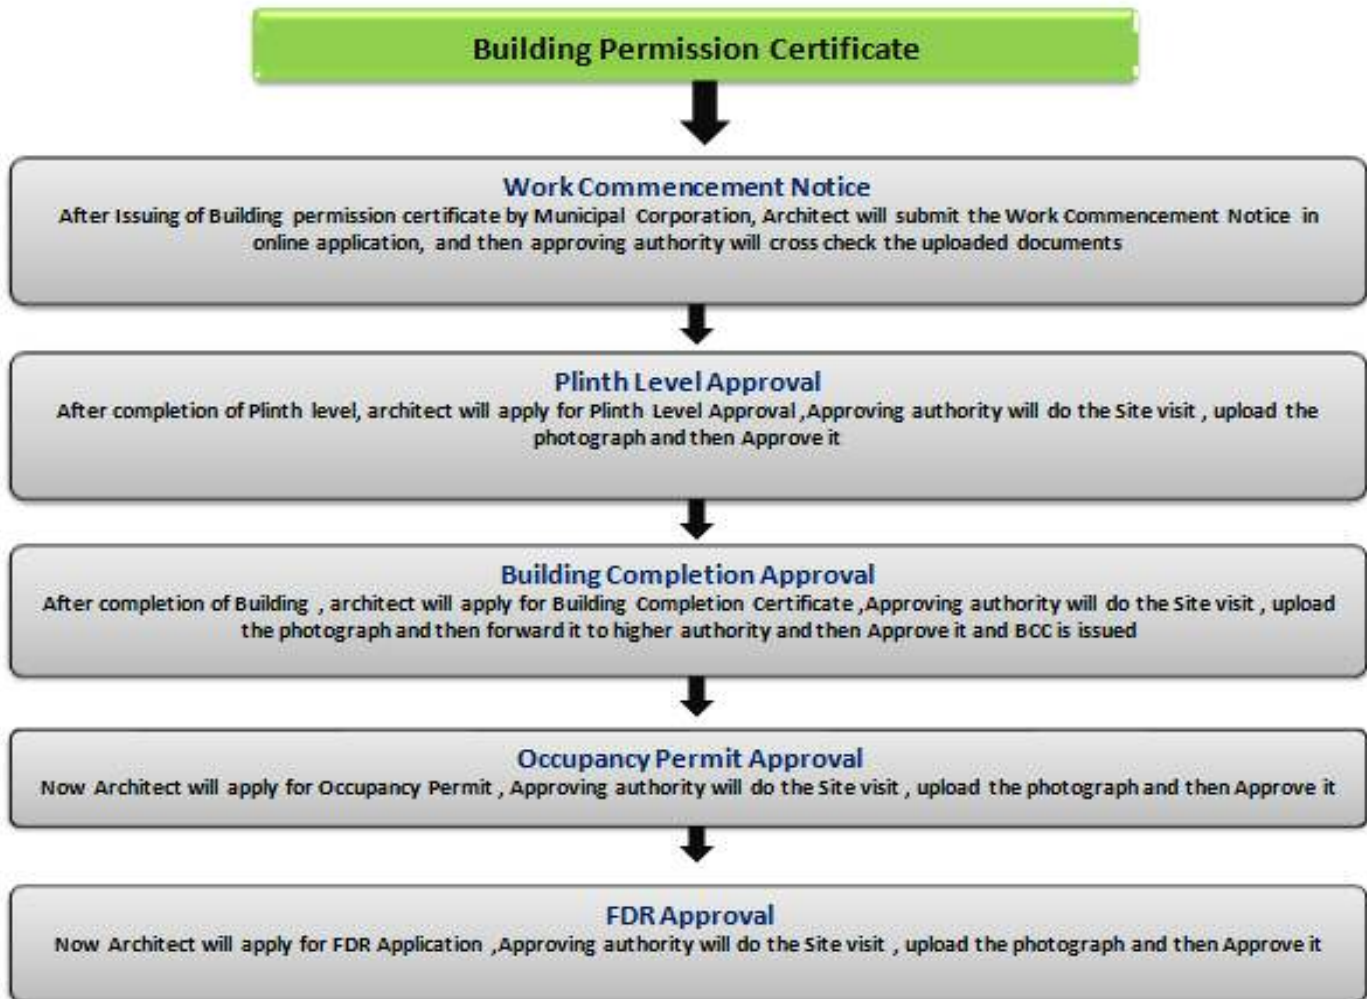 Building Permission Certificate
Work Commencement Notice
After Issuing of Building permission certificate by Municipal Corporation, Architect will submit the Work Commencement Notice in
online application, and then approving authority will cross check the uploaded documents
Plinth Level Approval
After completion of Plinth level, architect will apply for Plinth Level Approval ,Approving authority will do the Site visit , upload the
photograph and then Approve it
Building Completion Approval
After completion of Building , architect will apply for Building Completion Certificate ,Approving authority will do the Site visit , upload
the photograph and then forward it to higher authority and then Approve it and BCC is issued
Occupancy Permit Approval
Now Architect will apply for Occupancy Permit , Approving authority will do the Site visit , upload the photograph and then Approve it
FDR Approval
Now Architect will apply for FDR Application ,Approving authority will do the Site visit , upload the photograph and then Approve it